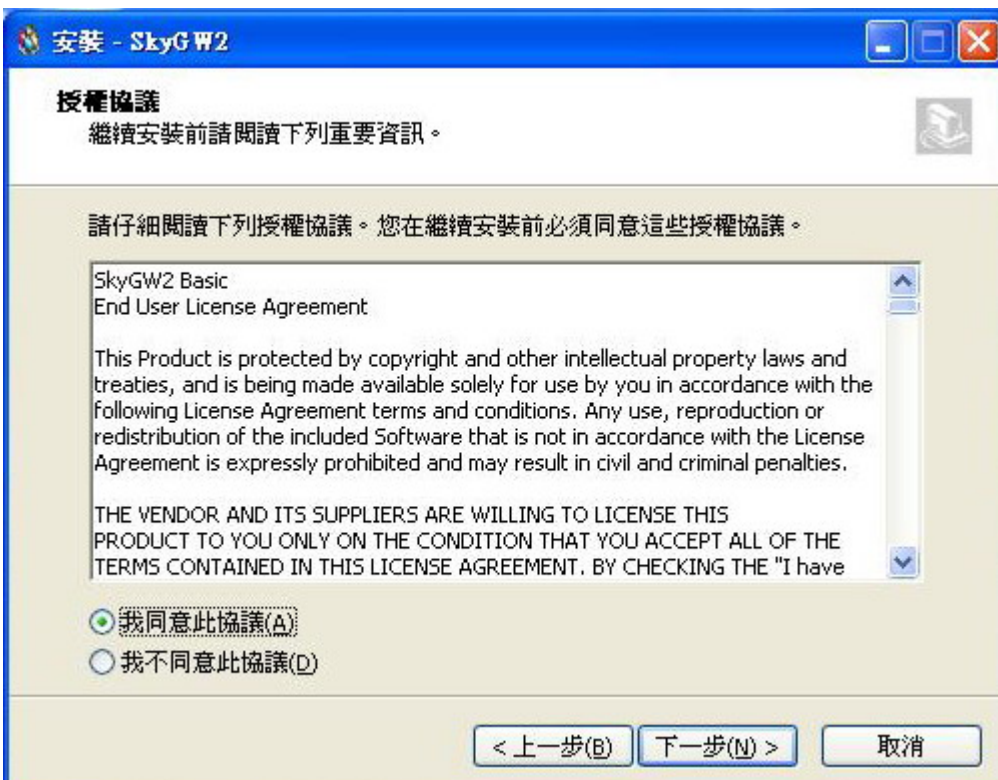 安裝 - SkyGW2
授權協議
繼續安裝前請閱讀下列重要資訊。
請仔細閱讀下列授權協議。您在繼續安裝前必須同意這些授權協議。
SkyGW2 Basic
End User License Agreement
This Product is protected by copyright and other intellectual property laws and
treaties, and is being made available solely for use by you in accordance with the
following License Agreement terms and conditions. Any use, reproduction or
redistribution of the included Software that is not in accordance with the License
Agreement is expressly prohibited and may result in civil and criminal penalties.
THE VENDOR AND ITS SUPPLIERS ARE WILLING TO LICENSE THIS
PRODUCT TO YOU ONLY ON THE CONDITION THAT YOU ACCEPT ALL OF THE
TERMS CONTAINED IN THIS LICENSE AGREEMENT. BY CHECKING THE "I have
我同意此協議(A)
我不同意此協議(D)
< 上一步(B) 下一步(N) > 取消